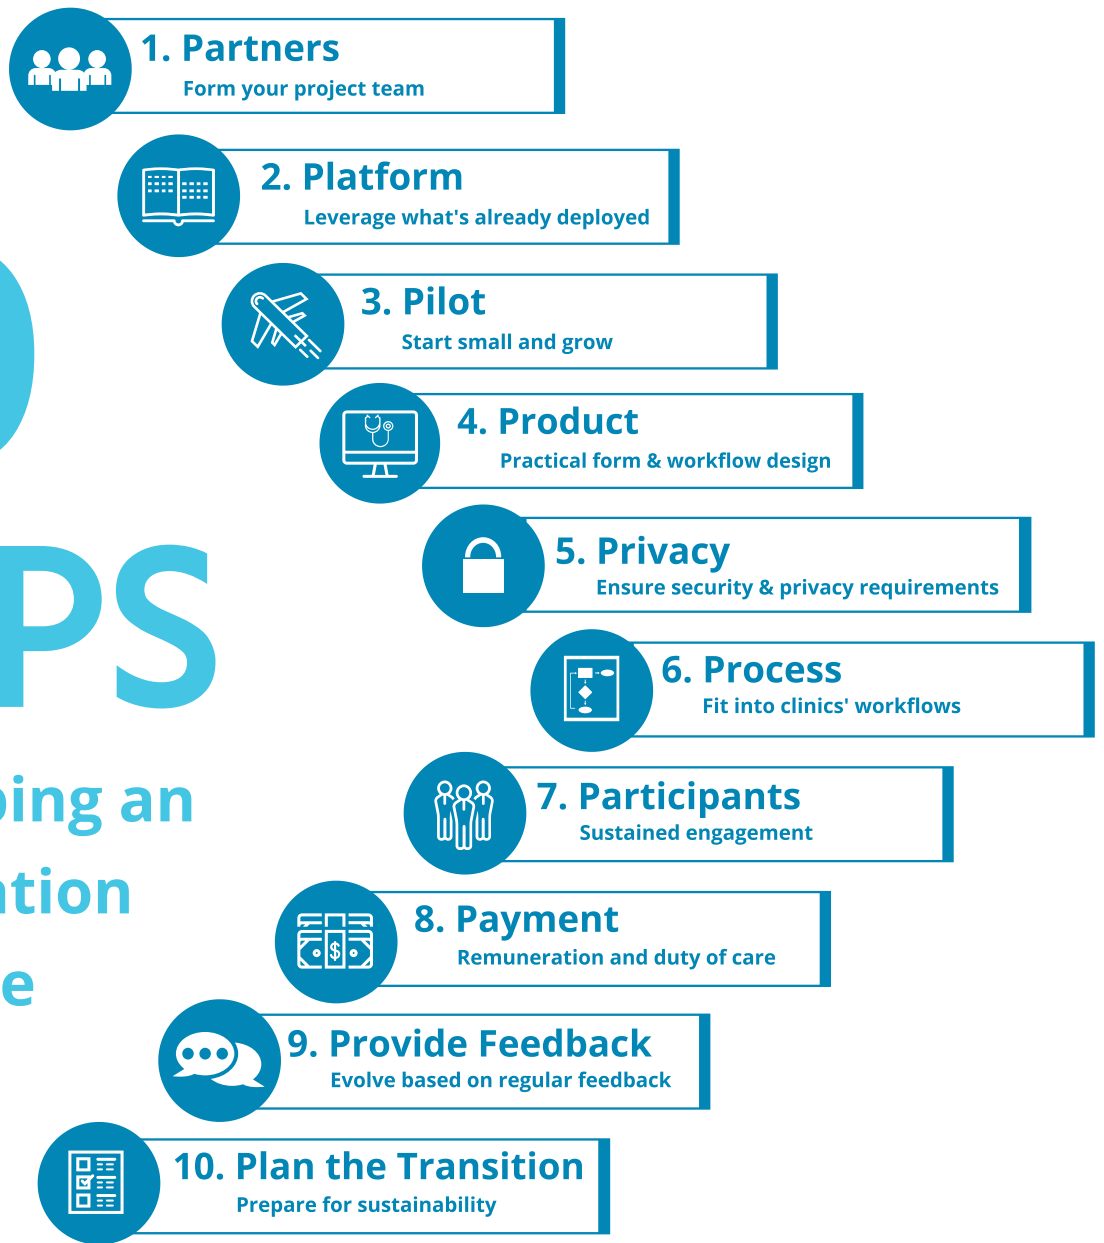 1. Partners
Form your project team
2. Platform
Leverage what's already deployed
3. Pilot
Start small and grow
4. Product
Practical form & workflow design
5. Privacy
Ensure security & privacy requirements
6. Process
Fit into clinics' workflows
7. Participants
Sustained engagement
8. Payment
$
Remuneration and duty of care
9. Provide Feedback
Evolve based on regular feedback
10. Plan the Transition
Prepare for sustainability
PS
an